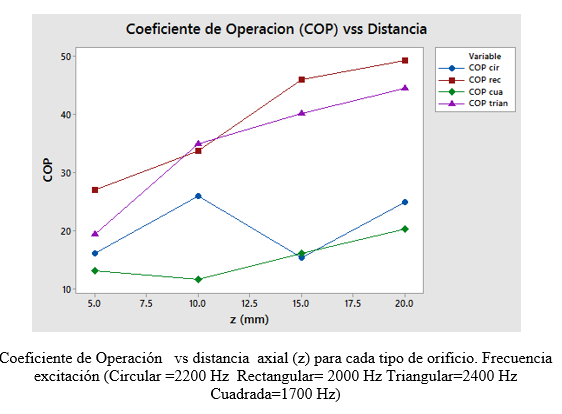 Coeficiente de Operacion (COP) vss Distancia
50
40
30
20
10
COP
5.0
7.5
10.0
12.5
15.0
17.5
20.0
z (mm)
Variable
COP cir
COP rec
COP cua
COP trian
Coeficiente de Operación vs distancia axial (z) para cada tipo de orificio. Frecuencia
excitación (Circular =2200 Hz Rectangular= 2000 Hz Triangular=2400 Hz
Cuadrada=1700 Hz)